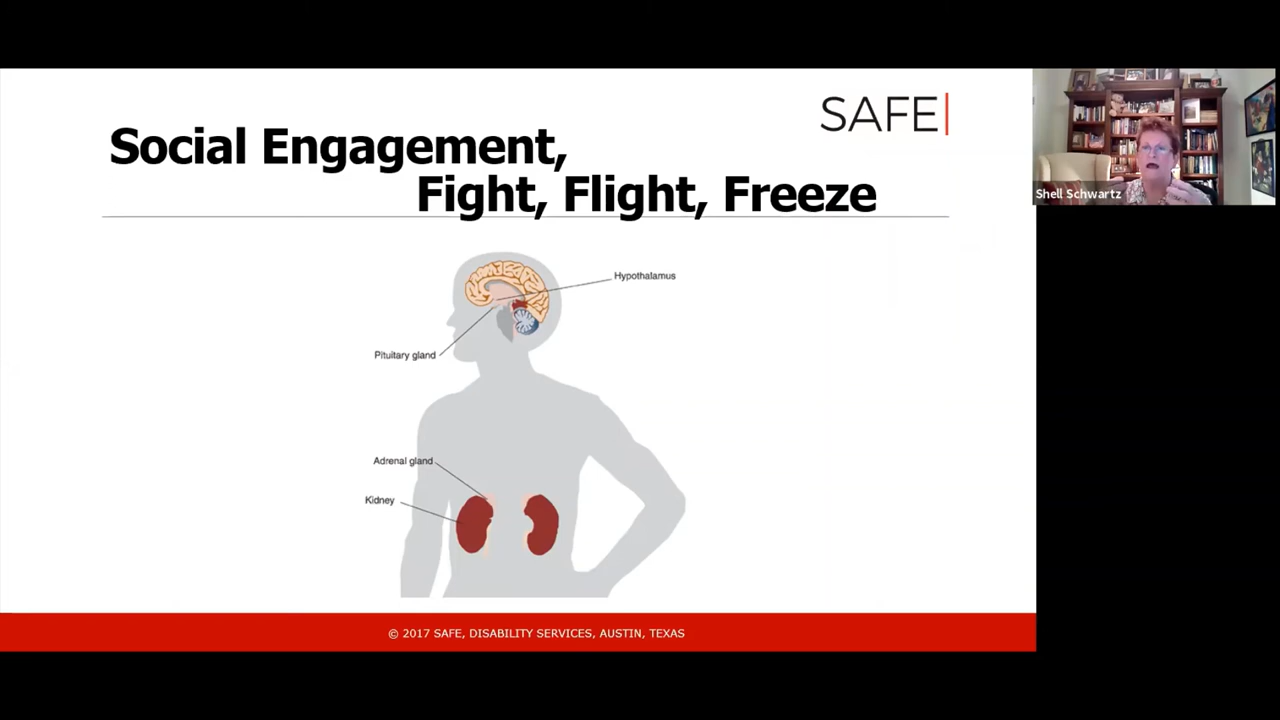 SAFE
Social Engagement,
Fight, Flight, Freeze
Shell Schwartz
Hypothalamus
Pituitary gland
Adrenal gland
Kidney
© 2017 SAFE, DISABILITY SERVICES, AUSTIN, TEXAS